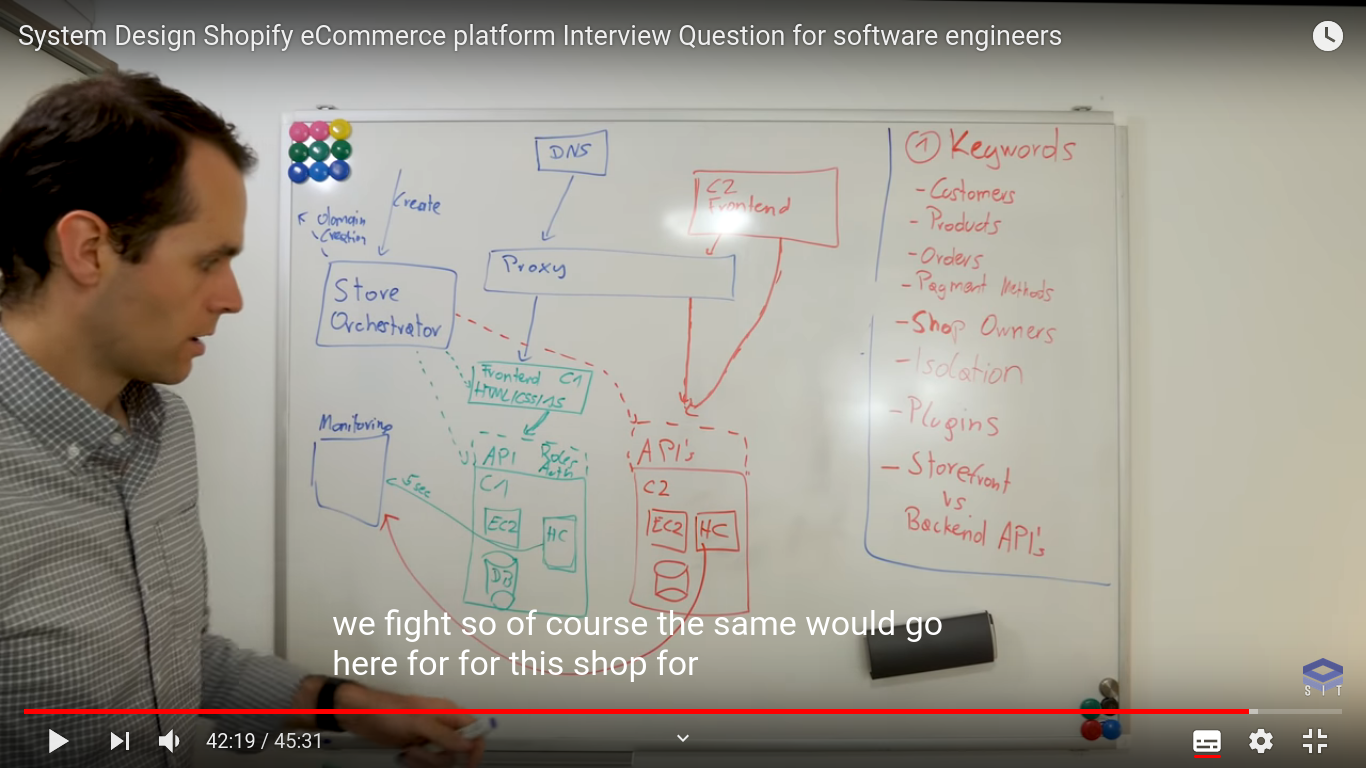 System Design Shopify eCommerce platform Interview Question for software engineers
DNS
C2
Frontend
Create
domain
Creation
Proxy
Store
Orchestrator
Frontend C1
HTML/CSS/JS
Monitoring
5 sec
API Roles
Auth
C1
EC2
HC
DB
API's
C2
EC2
HC
① Keywords
- Customers
- Products
- Orders
- Payment Methods
- Shop Owners
- Isolation
- Plugins
- Storefront
vs
Backend API's
we fight so of course the same would go
here for for this shop for
SIT
42:19 / 45:31